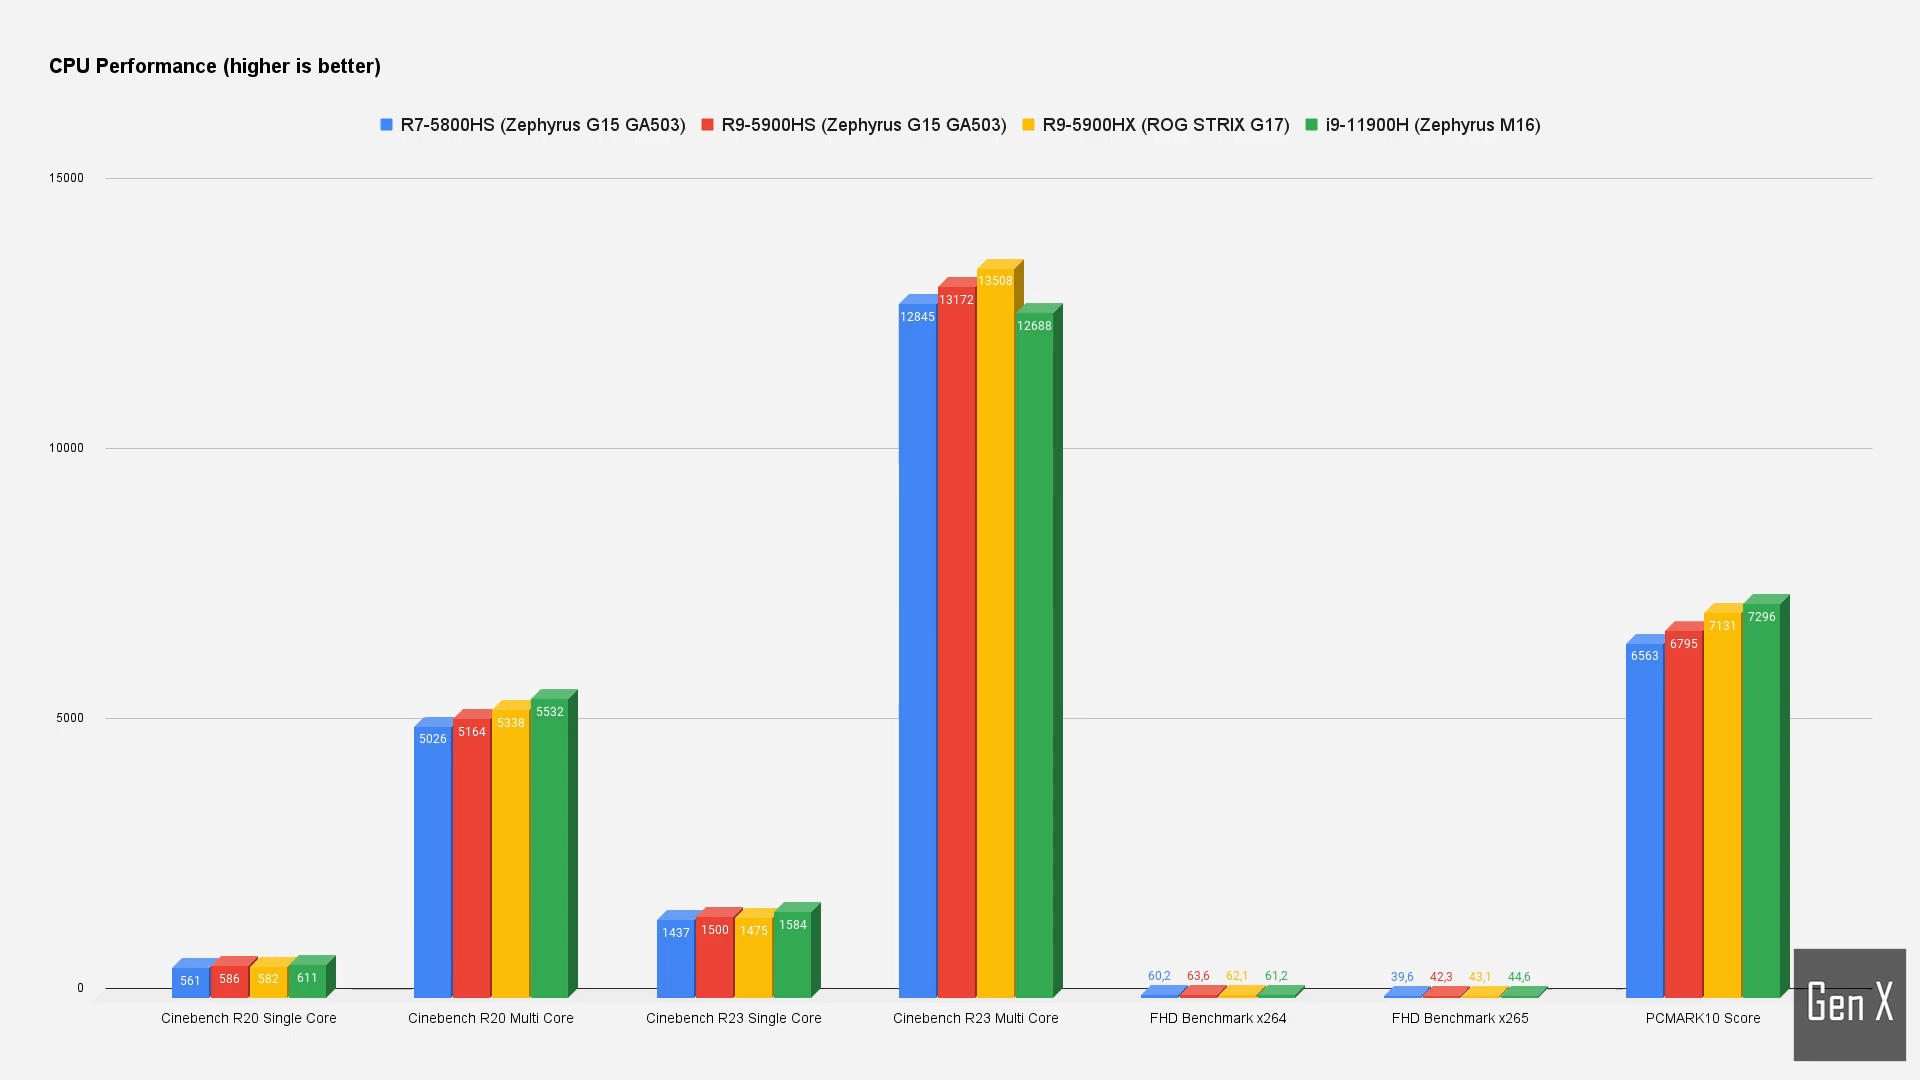 CPU Performance (higher is better)
R7-5800HS (Zephyrus G15 GA503) R9-5900HS (Zephyrus G15 GA503) R9-5900HX (ROG STRIX G17) i9-11900H (Zephyrus M16)
15000
10000
5000
0
561 586 582 611
5026 5164 5338 5532
1437 1500 1475 1584
12845 13172 13508 12688
60,2 63,6 62,1 61,2
39,6 42,3 43,1 44,6
6563 6795 7131 7296
Cinebench R20 Single Core
Cinebench R20 Multi Core
Cinebench R23 Single Core
Cinebench R23 Multi Core
FHD Benchmark x264
FHD Benchmark x265
PCMARK10 Score
Gen X